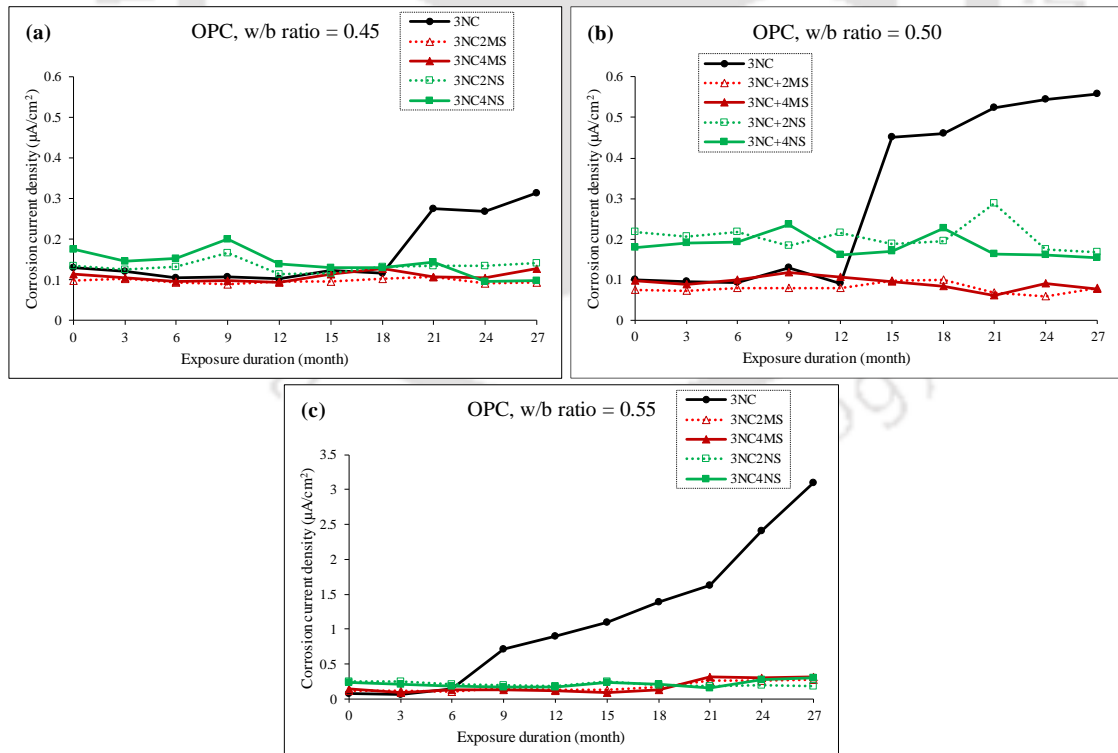 (a)
OPC, w/b ratio = 0.45
3NC
3NC2MS
3NC4MS
3NC2NS
3NC4NS
Corrosion current density (µA/cm²)
0.6
0.5
0.4
0.3
0.2
0.1
0
0 3 6 9 12 15 18 21 24 27
Exposure duration (month)
(b)
OPC, w/b ratio = 0.50
3NC
3NC+2MS
3NC+4MS
3NC+2NS
3NC+4NS
Corrosion current density (µA/cm²)
0.6
0.5
0.4
0.3
0.2
0.1
0
0 3 6 9 12 15 18 21 24 27
Exposure duration (month)
(c)
OPC, w/b ratio = 0.55
3NC
3NC2MS
3NC4MS
3NC2NS
3NC4NS
Corrosion current density (µA/cm²)
3.5
3
2.5
2
1.5
1
0.5
0
0 3 6 9 12 15 18 21 24 27
Exposure duration (month)